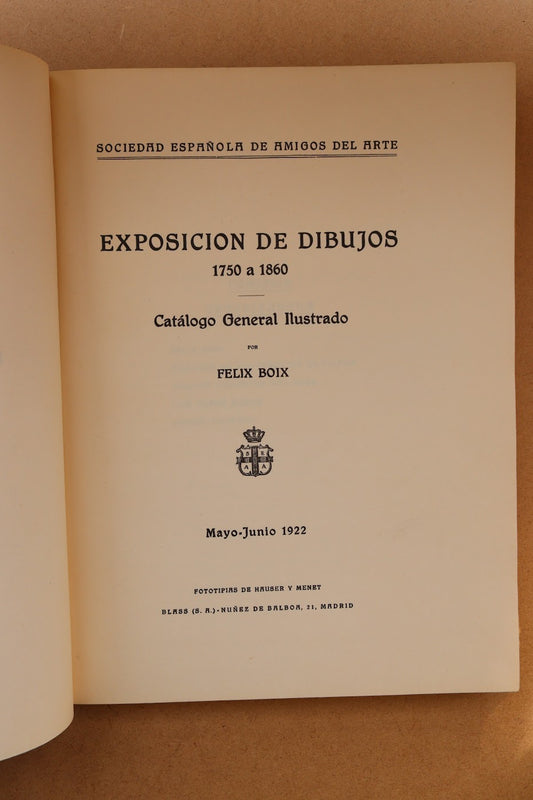 SOCIEDAD ESPAÑOLA DE AMIGOS DEL ARTE
EXPOSICION DE DIBUJOS
1750 a 1860
Catálogo General Ilustrado
POR
FELIX BOIX
Mayo-Junio 1922
FOTOTIPIAS DE HAUSER Y MENET
BLASS (S. A.)-NUÑEZ DE BALBOA, 21, MADRID